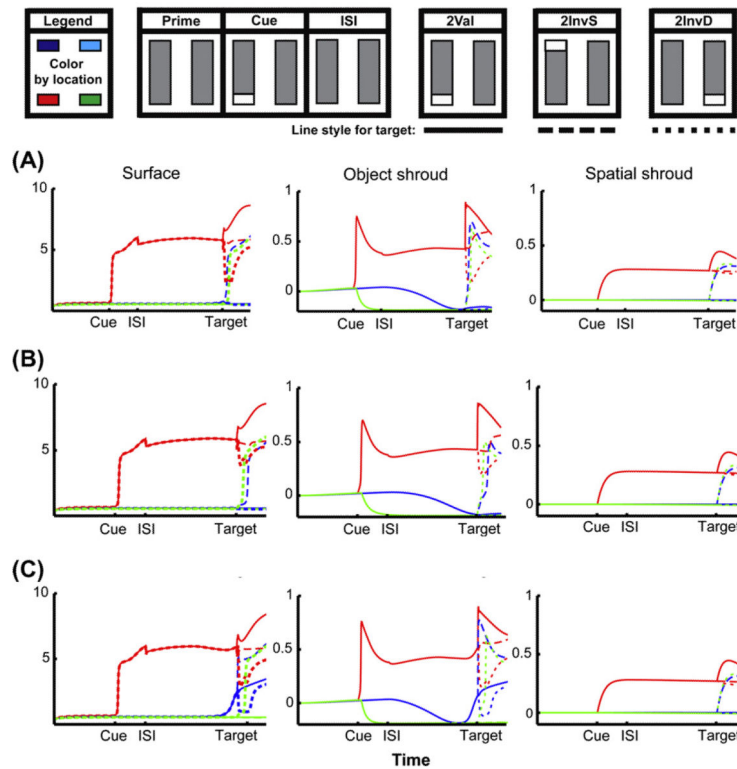 Legend
Color
by location
Prime Cue ISI
2Val
2InvS
2InvD
Line style for target:
(A)
Surface Object shroud Spatial shroud
10
5
Cue ISI Target
1
0.5
0
Cue ISI Target
1
0.5
0
Cue ISI Target
(B)
10
5
Cue ISI Target
1
0.5
0
Cue ISI Target
1
0.5
0
Cue ISI Target
(C)
10
5
Cue ISI Target
1
0.5
0
Cue ISI Target
1
0.5
0
Cue ISI Target
Time